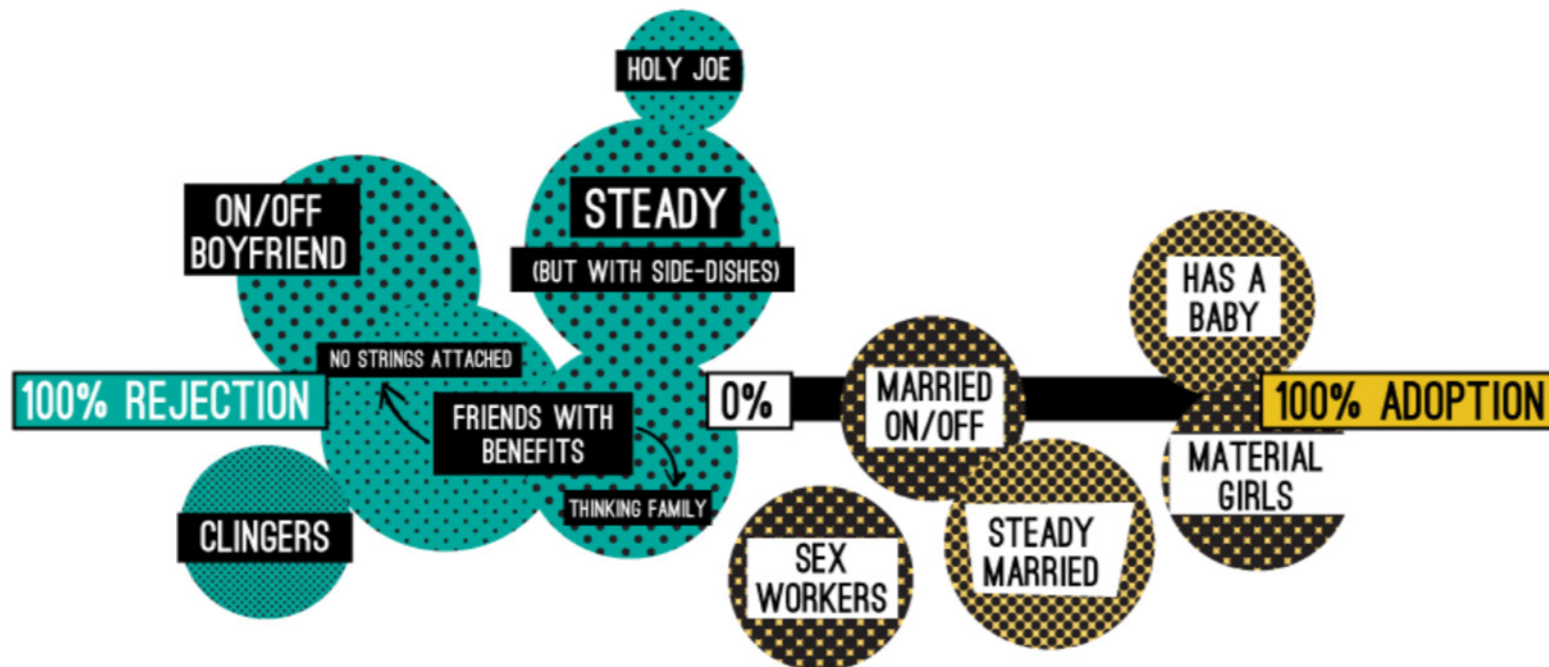 HOLY JOE
ON/OFF
BOYFRIEND
STEADY
(BUT WITH SIDE-DISHES)
HAS A
BABY
NO STRINGS ATTACHED
100% REJECTION
FRIENDS WITH
BENEFITS
0%
MARRIED
ON/OFF
100% ADOPTION
MATERIAL
GIRLS
THINKING FAMILY
CLINGERS
SEX
WORKERS
STEADY
MARRIED